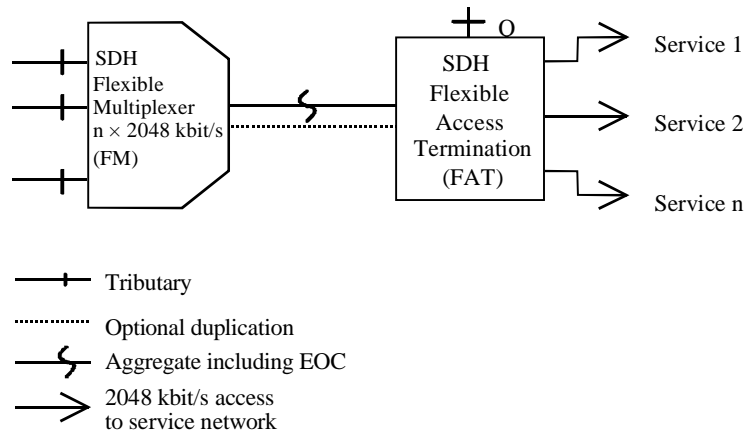 SDH
Flexible
Multiplexer
n × 2048 kbit/s
(FM)
Q
SDH
Flexible
Access
Termination
(FAT)
Service 1
Service 2
Service n
Tributary
Optional duplication
Aggregate including EOC
2048 kbit/s access
to service network